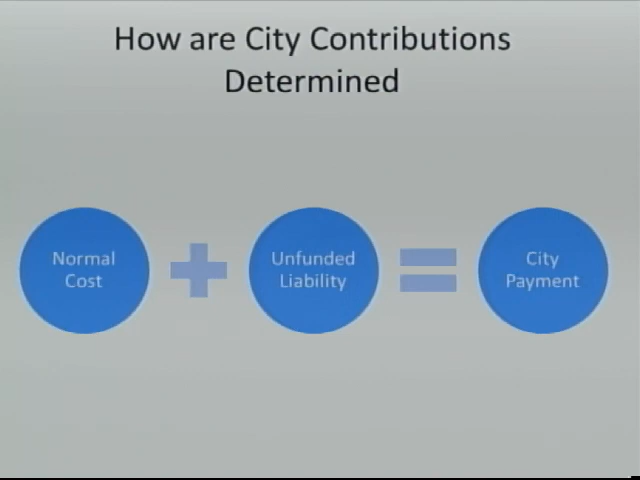 How are City Contributions
Determined
Normal
Cost
Unfunded
Liability
City
Payment